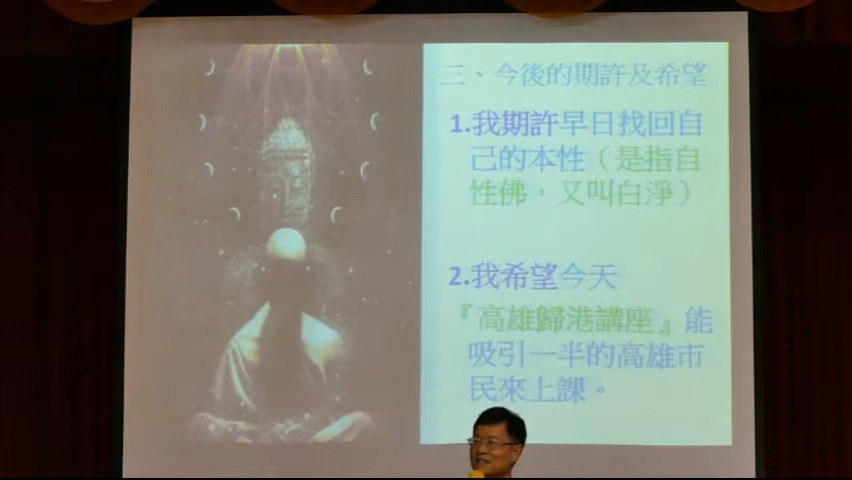 三、今後的期許及希望
1.我期許早日找回自
己的本性（是指自
性佛，又叫白淨）
2.我希望今天
『高雄歸港講座』能
吸引一半的高雄市
民來上課。